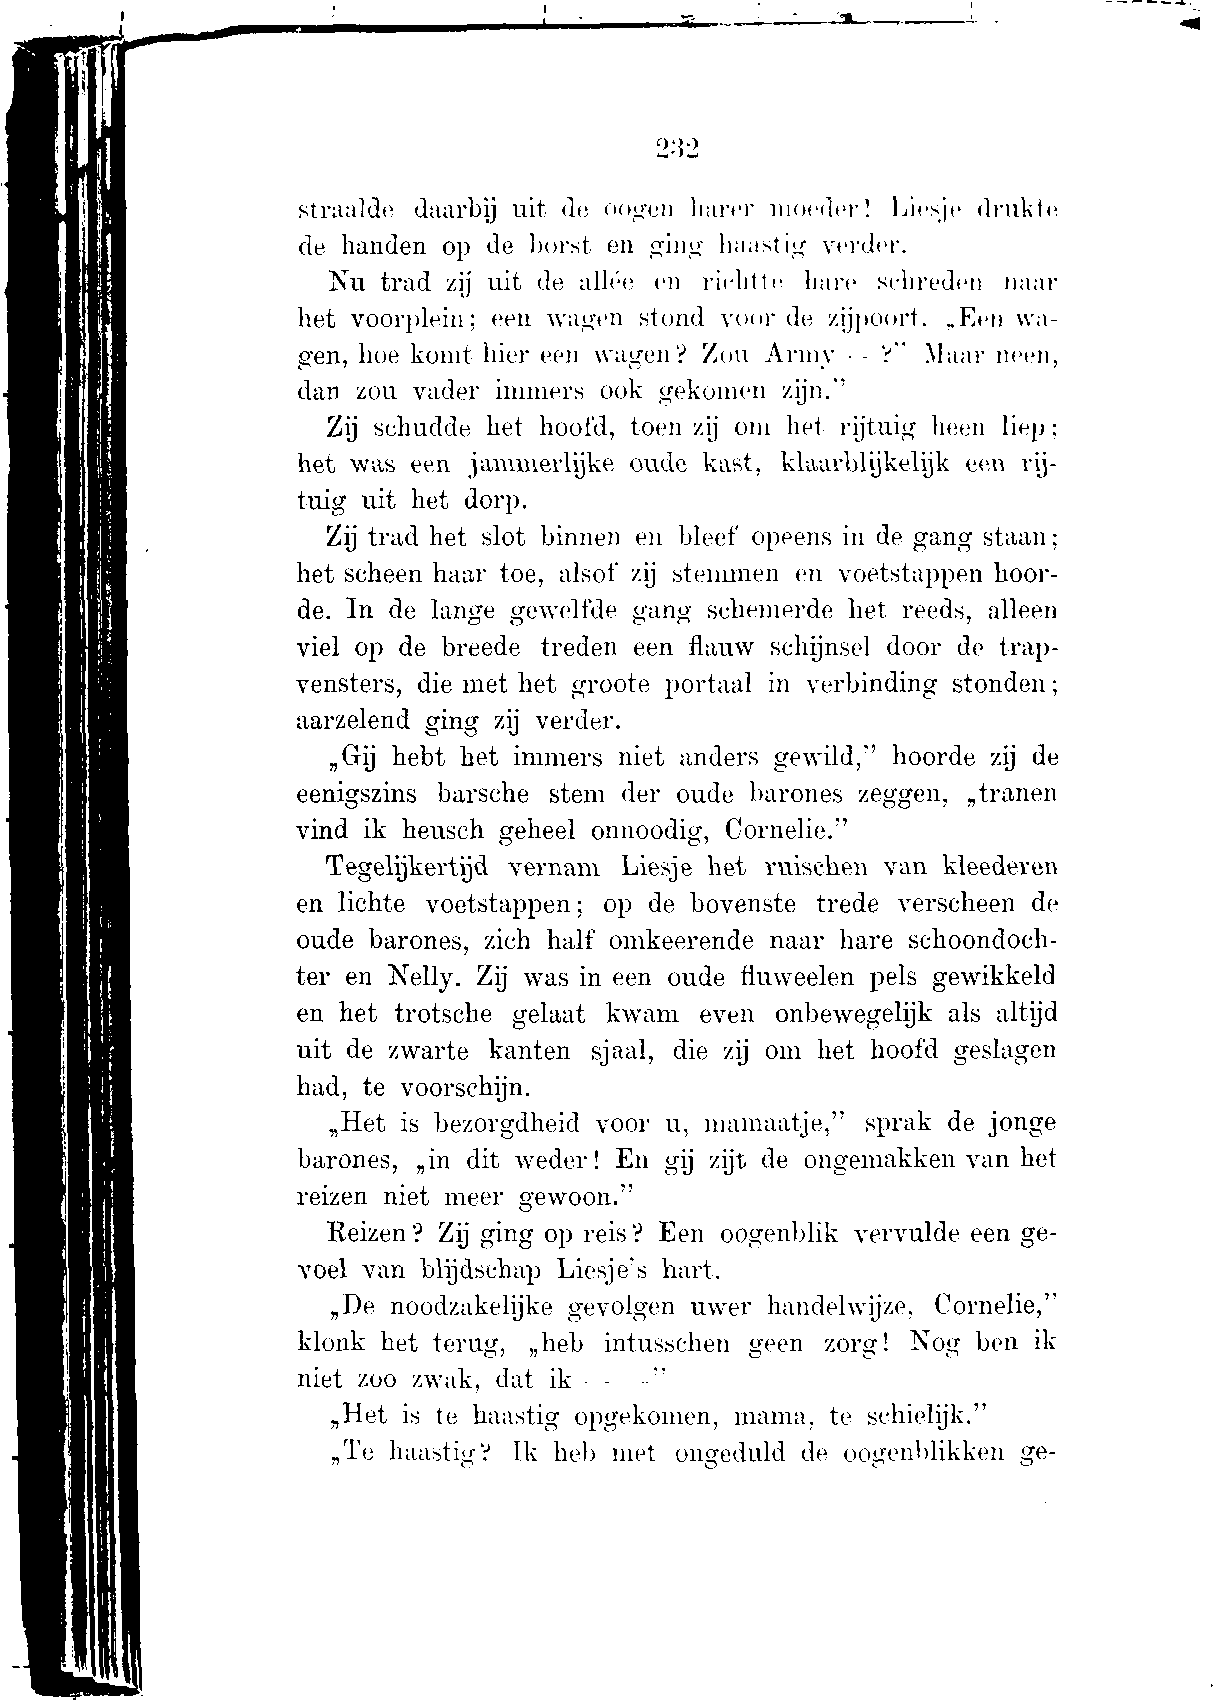 232
straalde daarbij uit de oogen harer moeder! Liesje drukte
de handen op de borst en ging haastig verder.
Nu trad zij uit de allée en richtte hare schreden naar
het voorplein; een wagen stond voor de zijpoort. „Een wa-
gen, hoe komt hier een wagen? Zou Army - - ?” Maar neen,
dan zou vader immers ook gekomen zijn.”
Zij schudde het hoofd, toen zij om het rijtuig heen liep;
het was een jammerlijke oude kast, klaarblijkelijk een rij-
tuig uit het dorp.
Zij trad het slot binnen en bleef opeens in de gang staan;
het scheen haar toe, alsof zij stemmen en voetstappen hoor-
de. In de lange gewelfde gang schemerde het reeds, alleen
viel op de breede treden een flauw schijnsel door de trap-
vensters, die met het groote portaal in verbinding stonden;
aarzelend ging zij verder.
„Gij hebt het immers niet anders gewild,” hoorde zij de
eenigszins barsche stem der oude barones zeggen, „tranen
vind ik heusch geheel onnoodig, Cornelie.”
Tegelijkertijd vernam Liesje het ruischen van kleederen
en lichte voetstappen; op de bovenste trede verscheen de
oude barones, zich half omkeerende naar hare schoondoch-
ter en Nelly. Zij was in een oude fluweelen pels gewikkeld
en het trotsche gelaat kwam even onbewegelijk als altijd
uit de zwarte kanten sjaal, die zij om het hoofd geslagen
had, te voorschijn.
„Het is bezorgdheid voor u, mamaatje,” sprak de jonge
barones, „in dit weder! En gij zijt de ongemakken van het
reizen niet meer gewoon.”
Reizen? Zij ging op reis? Een oogenblik vervulde een ge-
voel van blijdschap Liesje's hart.
„De noodzakelijke gevolgen uwer handelwijze, Cornelie,”
klonk het terug, „heb intusschen geen zorg! Nog ben ik
niet zoo zwak, dat ik - - -”
„Het is te haastig opgekomen, mama, te schielijk.”
„Te haastig? Ik heb met ongeduld de oogenblikken ge-